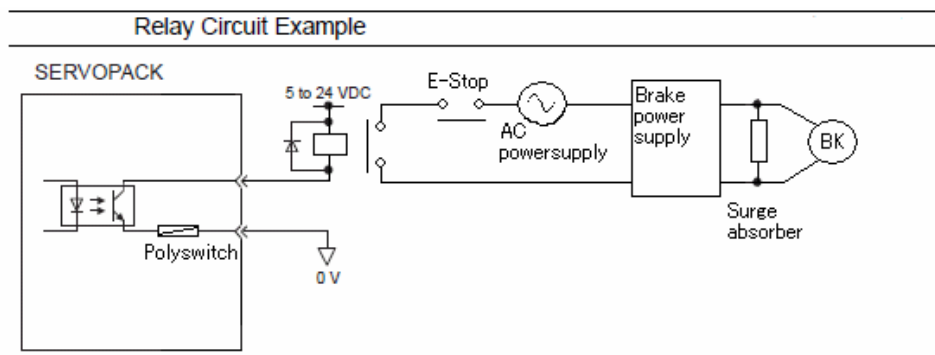 Relay Circuit Example
SERVOPACK
5 to 24 VDC
E-Stop
AC
powersupply
Brake
power
supply
BK
Surge
absorber
Polyswitch
0 V